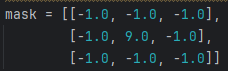 mask = [[-1.0, -1.0, -1.0],
[-1.0, 9.0, -1.0],
[-1.0, -1.0, -1.0]]